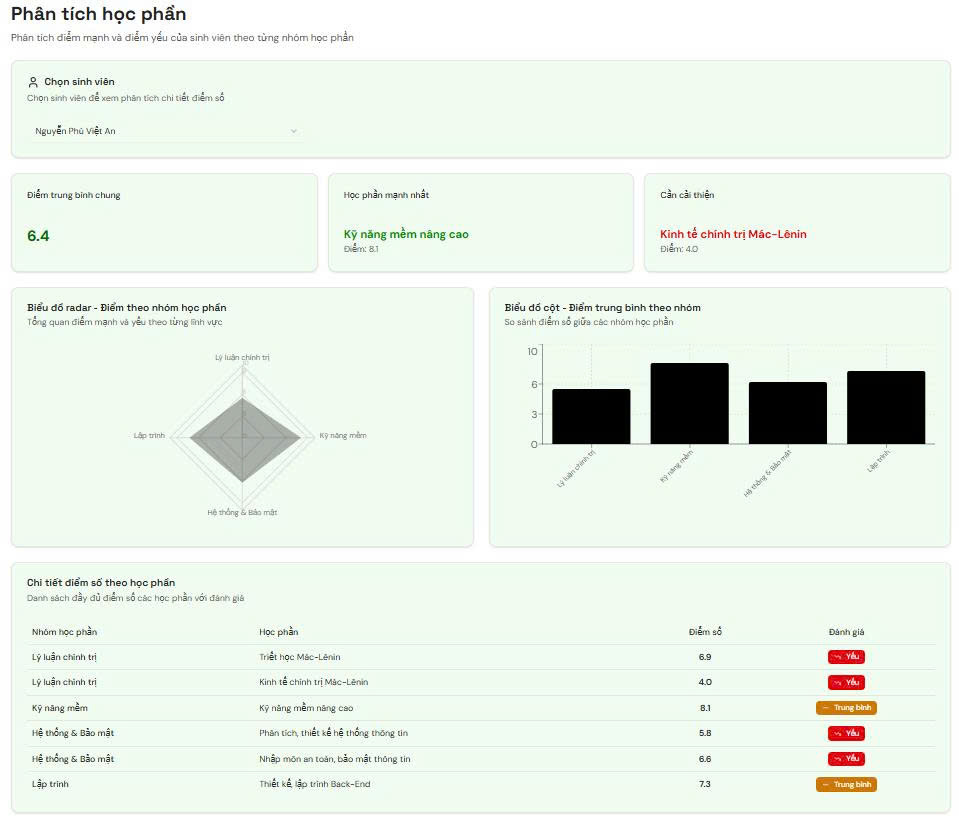 Phân tích học phần
Phân tích điểm mạnh và điểm yếu của sinh viên theo từng nhóm học phần
Chọn sinh viên
Chọn sinh viên để xem phân tích chi tiết điểm số
Nguyễn Phú Việt An
Điểm trung bình chung
6.4
Học phần mạnh nhất
Kỹ năng mềm nâng cao
Điểm: 8.1
Cần cải thiện
Kinh tế chính trị Mác-Lênin
Điểm: 4.0
Biểu đồ radar - Điểm theo nhóm học phần
Tổng quan điểm mạnh và yếu theo từng lĩnh vực
Lý luận chính trị
Lập trình
Kỹ năng mềm
Hệ thống & Bảo mật
Biểu đồ cột - Điểm trung bình theo nhóm
So sánh điểm số giữa các nhóm học phần
10
6
3
0
Lý luận chính trị
Kỹ năng mềm
Hệ thống & Bảo mật
Lập trình
Chi tiết điểm số theo học phần
Danh sách đầy đủ điểm số các học phần với đánh giá
Nhóm học phần Học phần Điểm số Đánh giá
Lý luận chính trị Triết học Mác-Lênin 6.9 Yếu
Lý luận chính trị Kinh tế chính trị Mác-Lênin 4.0 Yếu
Kỹ năng mềm Kỹ năng mềm nâng cao 8.1 Trung bình
Hệ thống & Bảo mật Phân tích, thiết kế hệ thống thông tin 5.8 Yếu
Hệ thống & Bảo mật Nhập môn an toàn, bảo mật thông tin 6.6 Yếu
Lập trình Thiết kế, lập trình Back-End 7.3 Trung bình